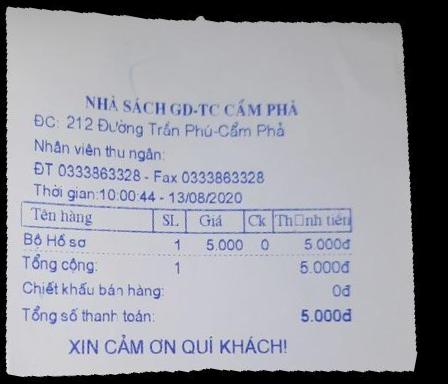 NHÀ SÁCH GD-TC CẨM PHẢ
ĐC: 212 Đường Trần Phú-Cẩm Phả
Nhân viên thu ngân:
ĐT 0333863328 - Fax 0333863328
Thời gian:10:00:44 - 13/08/2020
Tên hàng SL Giá Ck Th□nh tiền
Bộ Hồ sơ 1 5.000 0 5.000đ
Tổng cộng: 1 5.000đ
Chiết khấu bán hàng: 0đ
Tổng số thanh toán: 5.000đ
XIN CẢM ƠN QUÍ KHÁCH!